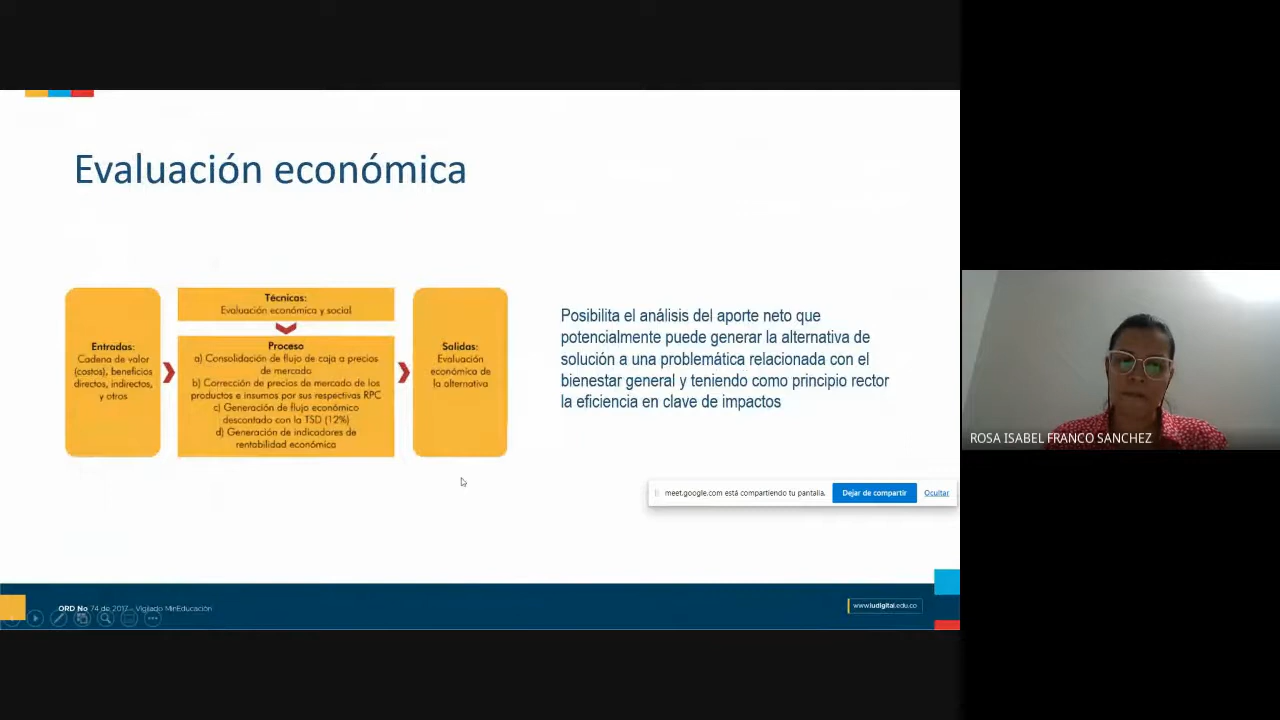 Evaluación económica
Entradas:
Cadena de valor
(costos), beneficios
directos, indirectos,
y otros
Técnicas:
Evaluación económica y social
Proceso
a) Consolidación de flujo de caja a precios
de mercado
b) Corrección de precios de mercado de los
productos e insumos por sus respectivas RPC
c) Generación de flujo económico
descontado con la TSD (12%)
d) Generación de indicadores de
rentabilidad económica
Salidas:
Evaluación
económica de
la alternativa
Posibilita el análisis del aporte neto que
potencialmente puede generar la alternativa de
solución a una problemática relacionada con el
bienestar general y teniendo como principio rector
la eficiencia en clave de impactos
ROSA ISABEL FRANCO SANCHEZ
meet.google.com está compartiendo tu pantalla.
Dejar de compartir
Ocultar
ORD No 74 de 2017 - Vigilado MinEducación
www.iudigital.edu.co